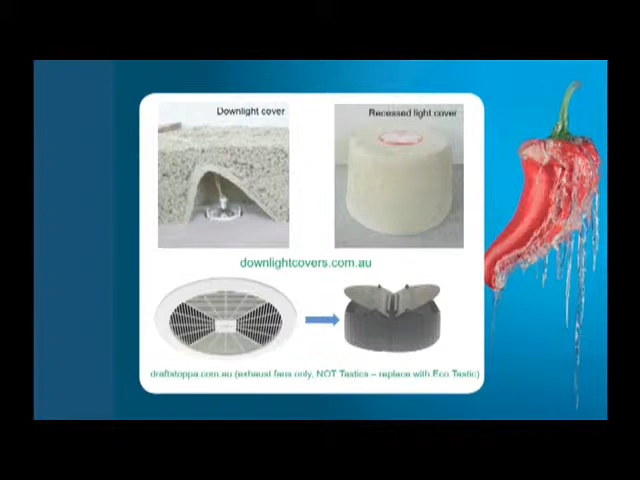 Downlight cover
Recessed light cover
downlightcovers.com.au
draftstoppa.com.au (exhaust fans only, NOT Tastics – replace with Eco Tastic)